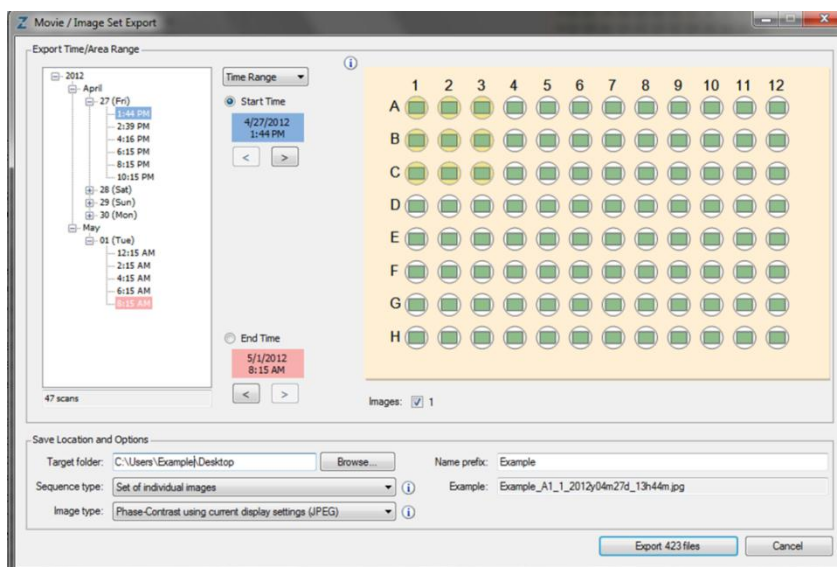 Movie / Image Set Export
Export Time/Area Range
2012
April
27 (Fri)
1:44 PM
2:39 PM
4:16 PM
6:15 PM
8:15 PM
10:15 PM
28 (Sat)
29 (Sun)
30 (Mon)
May
01 (Tue)
12:15 AM
2:15 AM
4:15 AM
6:15 AM
8:15 AM
47 scans
Time Range
Start Time
4/27/2012
1:44 PM
< >
End Time
5/1/2012
8:15 AM
< >
1 2 3 4 5 6 7 8 9 10 11 12
A
B
C
D
E
F
G
H
Images: 1
Save Location and Options
Target folder: C:\Users\Example\Desktop Browse...
Name prefix: Example
Sequence type: Set of individual images
Example: Example_A1_1_2012y04m27d_13h44m.jpg
Image type: Phase-Contrast using current display settings (JPEG)
Export 423 files Cancel